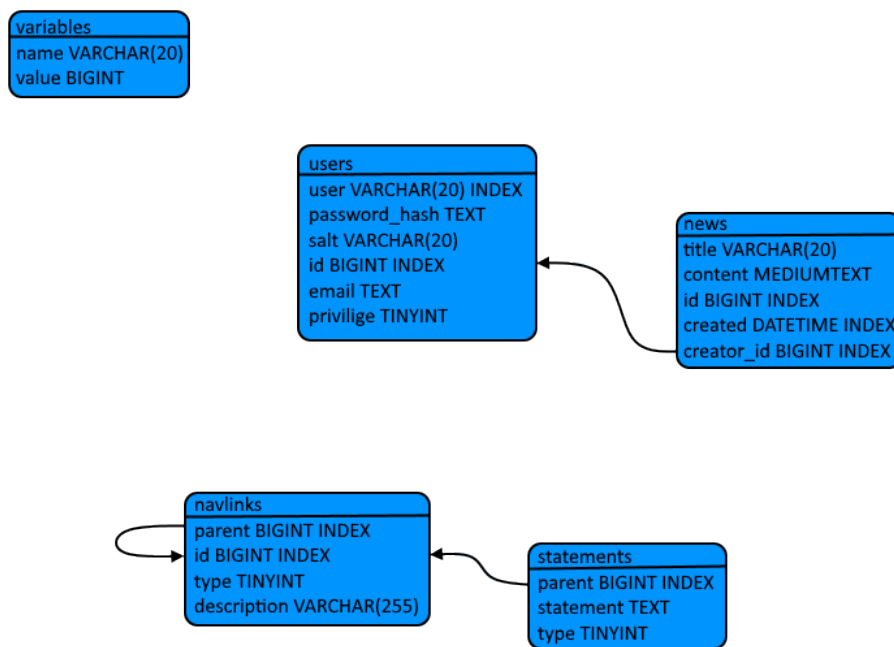 variables
name VARCHAR(20)
value BIGINT
users
user VARCHAR(20) INDEX
password_hash TEXT
salt VARCHAR(20)
id BIGINT INDEX
email TEXT
privilige TINYINT
news
title VARCHAR(20)
content MEDIUMTEXT
id BIGINT INDEX
created DATETIME INDEX
creator_id BIGINT INDEX
navlinks
parent BIGINT INDEX
id BIGINT INDEX
type TINYINT
description VARCHAR(255)
statements
parent BIGINT INDEX
statement TEXT
type TINYINT